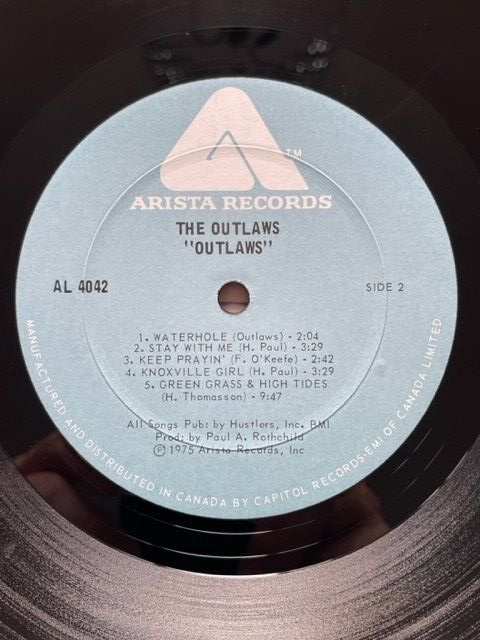 TM
ARISTA RECORDS
THE OUTLAWS
"OUTLAWS"
AL 4042
SIDE 2
1. WATERHOLE (Outlaws) - 2:04
2. STAY WITH ME (H. Paul) - 3:29
3. KEEP PRAYIN' (F. O'Keefe) - 2:42
4. KNOXVILLE GIRL (H. Paul) - 3:29
5. GREEN GRASS & HIGH TIDES
(H. Thomasson) - 9:47
All Songs Pub: by Hustlers, Inc. BMI
Prod: by Paul A. Rothchild
Ⓟ 1975 Arista Records, Inc
MANUFACTURED AND DISTRIBUTED IN CANADA BY CAPITOL RECORDS-EMI OF CANADA LIMITED